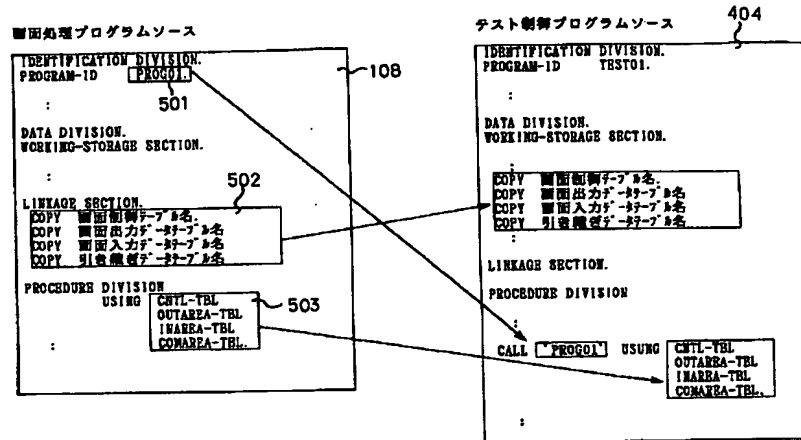 画面処理プログラムソース
IDENTIFICATION DIVISION.
PROGRAM-ID PROG01.
108
501
:
DATA DIVISION.
WORKING-STORAGE SECTION.
:
502
LINKAGE SECTION.
COPY 画面制御テーブル名.
COPY 画面出力データテーブル名
COPY 画面入力データテーブル名
COPY 引き継ぎデータテーブル名
PROCEDURE DIVISION
USING CNTL-TBL
503
OUTAREA-TBL
INAREA-TBL
COMAREA-TBL.
:
テスト制御プログラムソース
404
IDENTIFICATION DIVISION.
PROGRAM-ID TEST01.
:
DATA DIVISION.
WORKING-STORAGE SECTION.
:
COPY 画面制御テーブル名.
COPY 画面出力データテーブル名
COPY 画面入力データテーブル名
COPY 引き継ぎデータテーブル名
:
LINKAGE SECTION.
PROCEDURE DIVISION
:
CALL 'PROG01' USUNG CNTL-TBL
OUTAREA-TBL
INAREA-TBL
COMAREA-TBL.
: